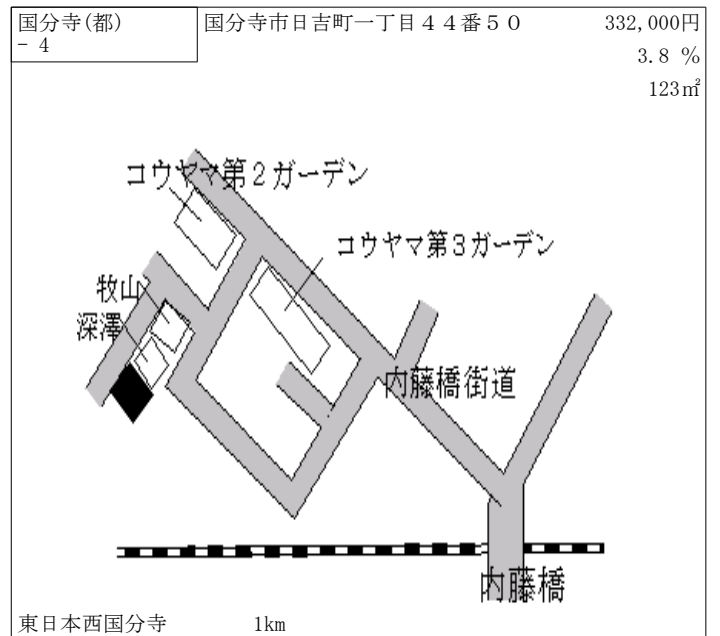 国分寺(都)
- 4
国分寺市日吉町一丁目４４番５０
332,000円
3.8 %
123㎡
コウヤマ第２ガーデン
コウヤマ第３ガーデン
牧山
深澤
内藤橋街道
内藤橋
東日本西国分寺 1km